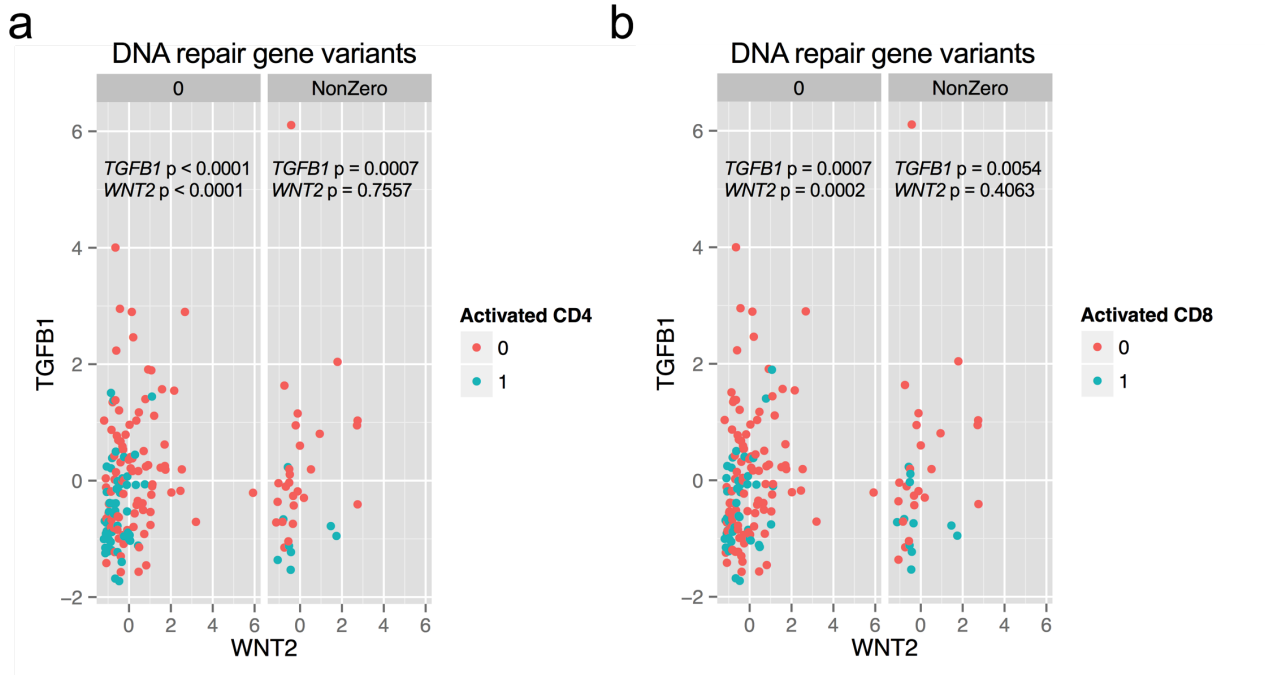 a
DNA repair gene variants
0
NonZero
TGFB1 p < 0.0001
WNT2 p < 0.0001
TGFB1 p = 0.0007
WNT2 p = 0.7557
6
4
2
0
−2
TGFB1
0 2 4 6
0 2 4 6
WNT2
Activated CD4
0
1
b
DNA repair gene variants
0
NonZero
TGFB1 p = 0.0007
WNT2 p = 0.0002
TGFB1 p = 0.0054
WNT2 p = 0.4063
6
4
2
0
−2
TGFB1
0 2 4 6
0 2 4 6
WNT2
Activated CD8
0
1